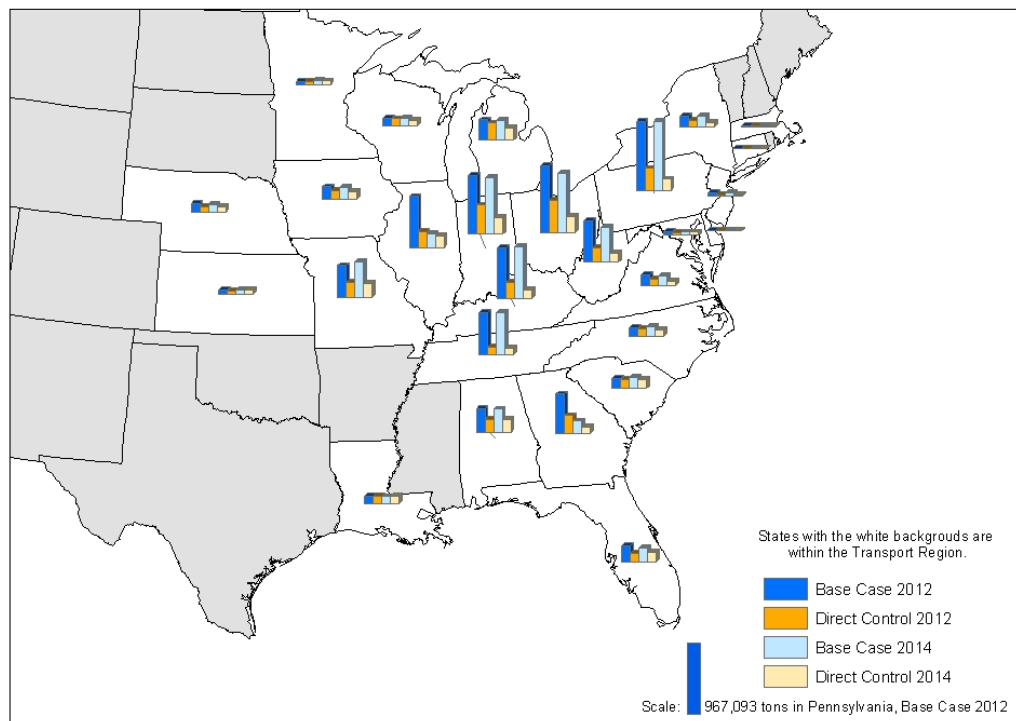 States with the white backgrouds are
within the Transport Region.
Base Case 2012
Direct Control 2012
Base Case 2014
Direct Control 2014
Scale: 967,093 tons in Pennsylvania, Base Case 2012